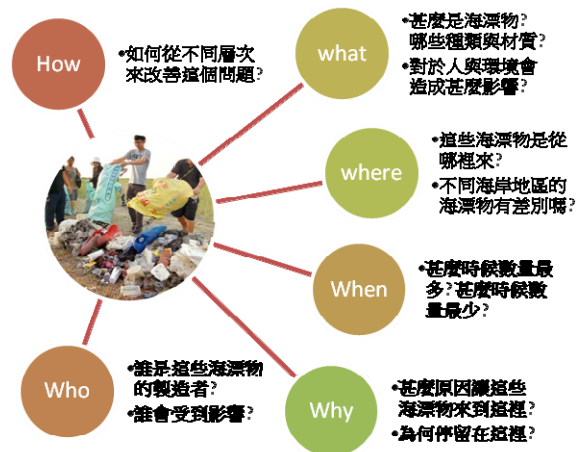 How
•如何從不同層次
來改善這個問題?
what
•甚麼是海漂物?
哪些種類與材質?
•對於人與環境會
造成甚麼影響?
where
•這些海漂物是從
哪裡來?
•不同海岸地區的
海漂物有差別嗎?
When
•甚麼時候數量最
多?甚麼時候數
量最少?
Why
•甚麼原因讓這些
海漂物來到這裡?
•為何停留在這裡?
Who
•誰是這些海漂物
的製造者?
•誰會受到影響?